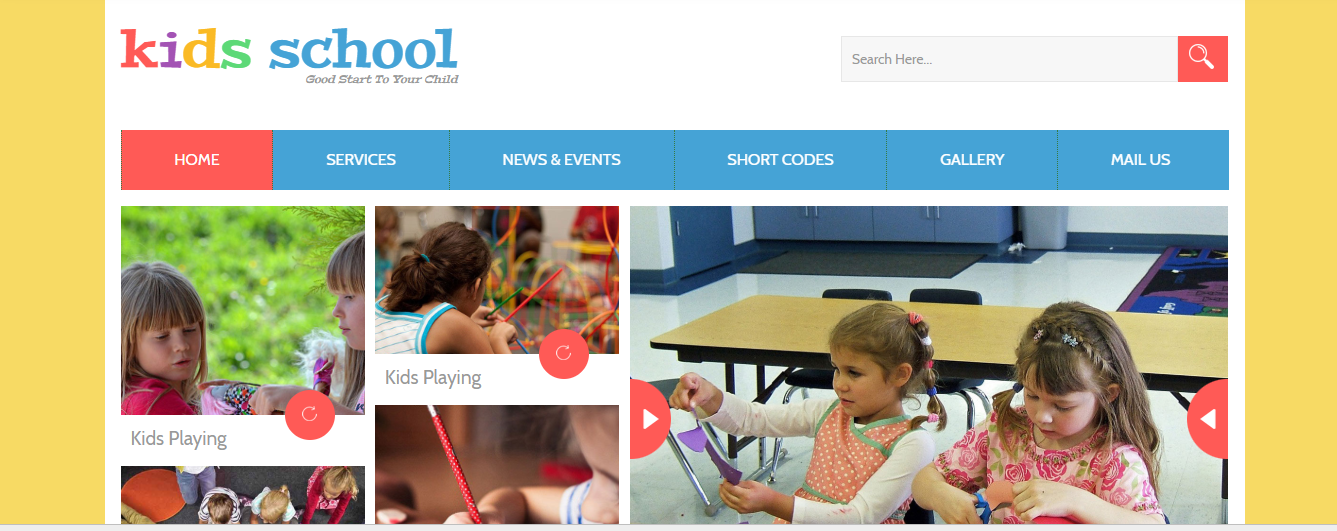 kids school
Good Start To Your Child
Search Here...
HOME SERVICES NEWS & EVENTS SHORT CODES GALLERY MAIL US
Kids Playing
Kids Playing